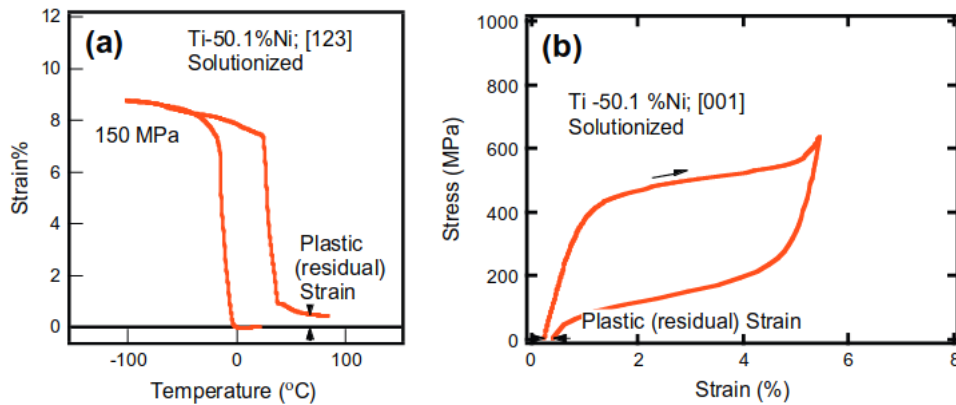 (a)
Ti-50.1%Ni; [123]
Solutionized
150 MPa
Plastic
(residual)
Strain
Strain%
12
10
8
6
4
2
0
-100
0
100
Temperature (°C)
(b)
Ti -50.1 %Ni; [001]
Solutionized
Plastic (residual) Strain
Stress (MPa)
1000
800
600
400
200
0
0
2
4
6
8
Strain (%)